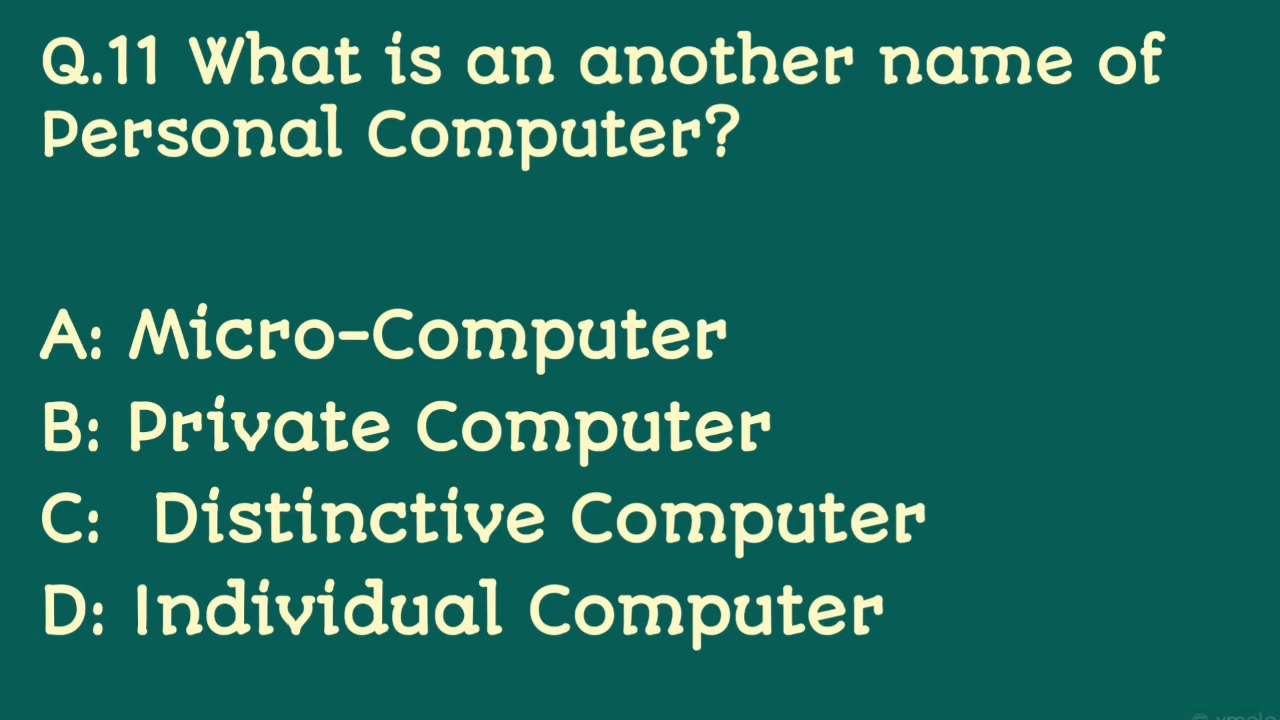 Q.11 What is an another name of
Personal Computer?
A: Micro-Computer
B: Private Computer
C: Distinctive Computer
D: Individual Computer